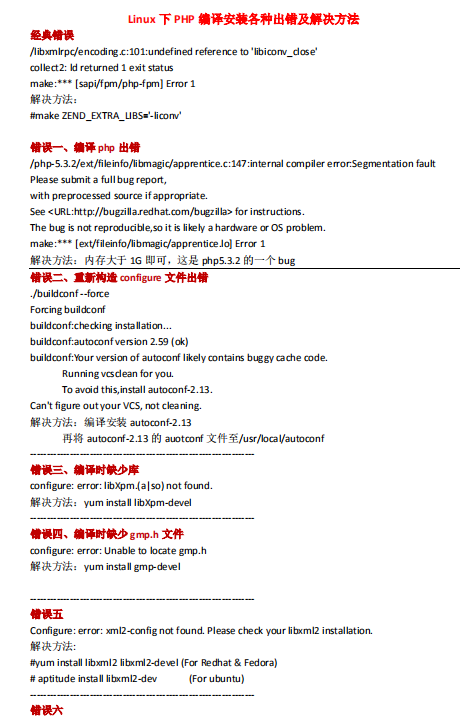 Linux 下 PHP 编译安装各种出错及解决方法
经典错误
/libxmlrpc/encoding.c:101:undefined reference to 'libiconv_close'
collect2: ld returned 1 exit status
make:*** [sapi/fpm/php-fpm] Error 1
解决方法：
#make ZEND_EXTRA_LIBS='-liconv'
错误一、编译 php 出错
/php-5.3.2/ext/fileinfo/libmagic/apprentice.c:147:internal compiler error:Segmentation fault
Please submit a full bug report,
with preprocessed source if appropriate.
See <URL:http://bugzilla.redhat.com/bugzilla> for instructions.
The bug is not reproducible,so it is likely a hardware or OS problem.
make:*** [ext/fileinfo/libmagic/apprentice.lo] Error 1
解决方法：内存大于 1G 即可，这是 php5.3.2 的一个 bug
错误二、重新构造 configure 文件出错
./buildconf --force
Forcing buildconf
buildconf:checking installation...
buildconf:autoconf version 2.59 (ok)
buildconf:Your version of autoconf likely contains buggy cache code.
Running vcsclean for you.
To avoid this,install autoconf-2.13.
Can't figure out your VCS, not cleaning.
解决方法：编译安装 autoconf-2.13
再将 autoconf-2.13 的 auotconf 文件至/usr/local/autoconf
--------------------------------------------------------------------
错误三、编译时缺少库
configure: error: libXpm.(a|so) not found.
解决方法：yum install libXpm-devel
--------------------------------------------------------------------
错误四、编译时缺少 gmp.h 文件
configure: error: Unable to locate gmp.h
解决方法：yum install gmp-devel
--------------------------------------------------------------------
错误五
Configure: error: xml2-config not found. Please check your libxml2 installation.
解决方法:
#yum install libxml2 libxml2-devel (For Redhat & Fedora)
# aptitude install libxml2-dev (For ubuntu)
--------------------------------------------------------------------
错误六